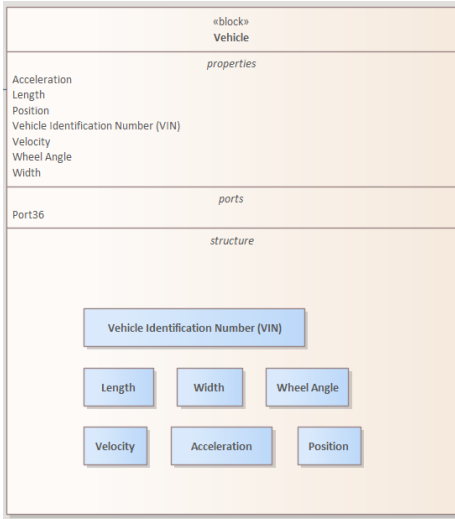 «block»
Vehicle
properties
Acceleration
Length
Position
Vehicle Identification Number (VIN)
Velocity
Wheel Angle
Width
ports
Port36
structure
Vehicle Identification Number (VIN)
Length Width Wheel Angle
Velocity Acceleration Position